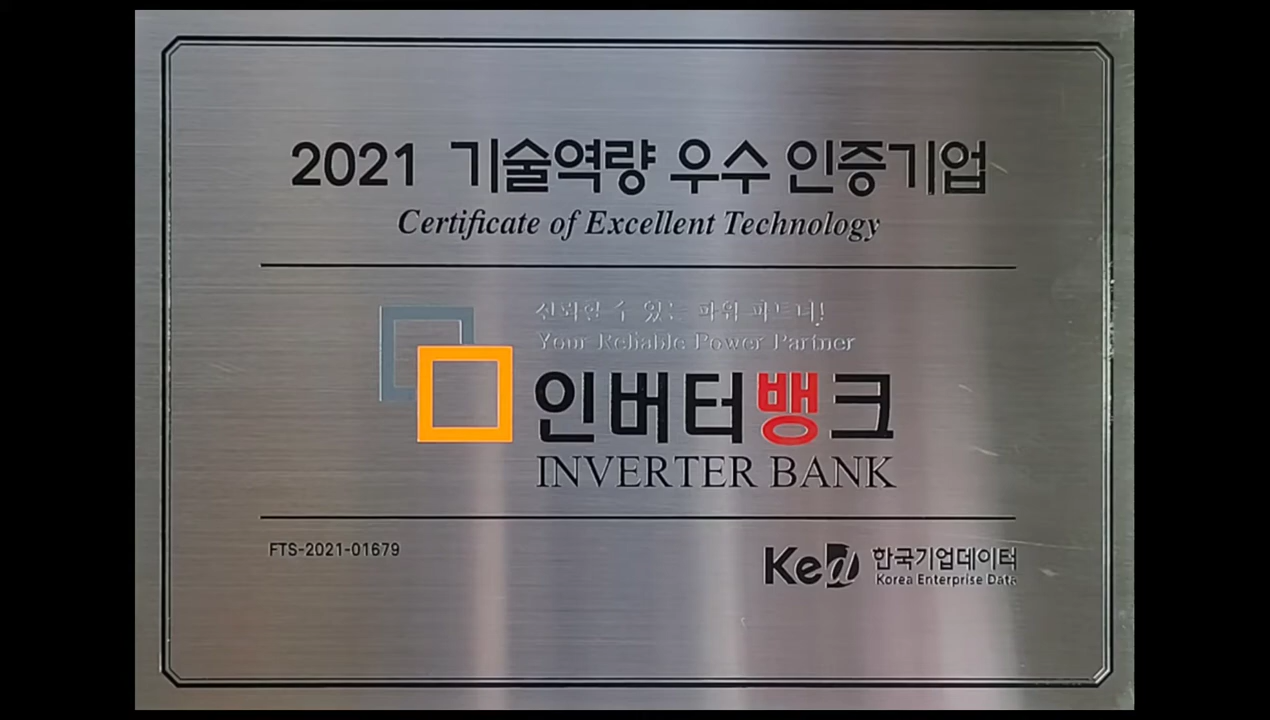 2021 기술역량 우수 인증기업
Certificate of Excellent Technology
신뢰할 수 있는 파워 파트너!
Your Reliable Power Partner
인버터뱅크
INVERTER BANK
FTS-2021-01679
Ked 한국기업데이터
Korea Enterprise Data